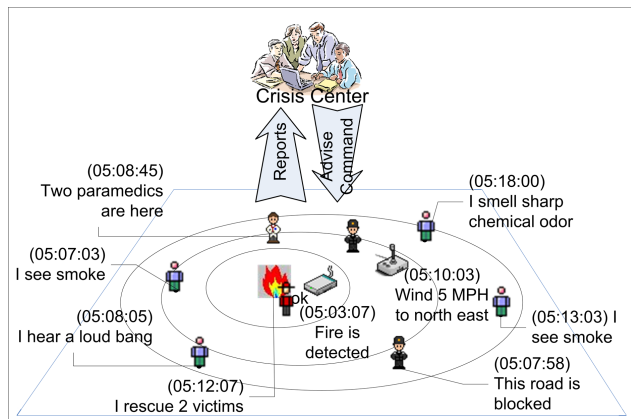 Crisis Center
Reports
Advise
Command
(05:08:45)
Two paramedics
are here
(05:18:00)
I smell sharp
chemical odor
(05:07:03)
I see smoke
(05:10:03)
Wind 5 MPH
to north east
ok
(05:03:07)
Fire is
detected
(05:08:05)
I hear a loud bang
(05:13:03) I
see smoke
(05:12:07)
I rescue 2 victims
(05:07:58)
This road is
blocked